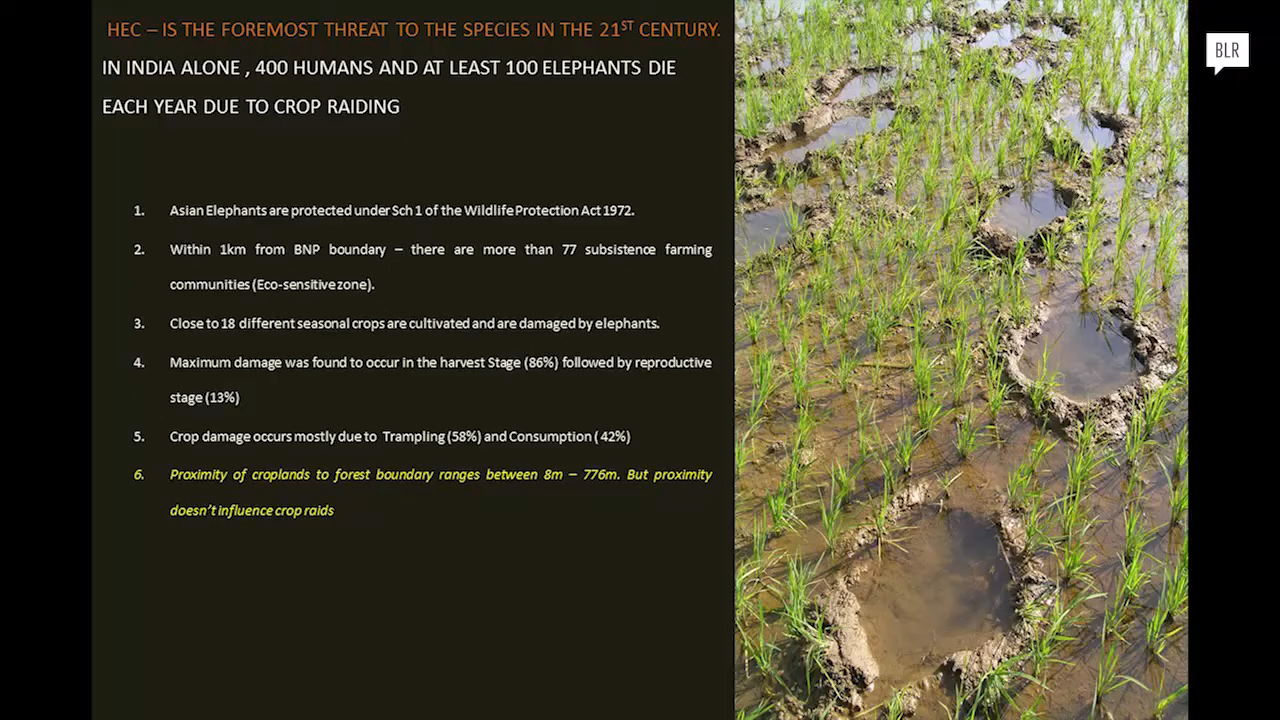 HEC – IS THE FOREMOST THREAT TO THE SPECIES IN THE 21ST CENTURY.
IN INDIA ALONE , 400 HUMANS AND AT LEAST 100 ELEPHANTS DIE
EACH YEAR DUE TO CROP RAIDING
1. Asian Elephants are protected under Sch 1 of the Wildlife Protection Act 1972.
2. Within 1km from BNP boundary – there are more than 77 subsistence farming
communities (Eco-sensitive zone).
3. Close to 18 different seasonal crops are cultivated and are damaged by elephants.
4. Maximum damage was found to occur in the harvest Stage (86%) followed by reproductive
stage (13%)
5. Crop damage occurs mostly due to Trampling (58%) and Consumption ( 42%)
6. Proximity of croplands to forest boundary ranges between 8m – 776m. But proximity
doesn't influence crop raids
BLR